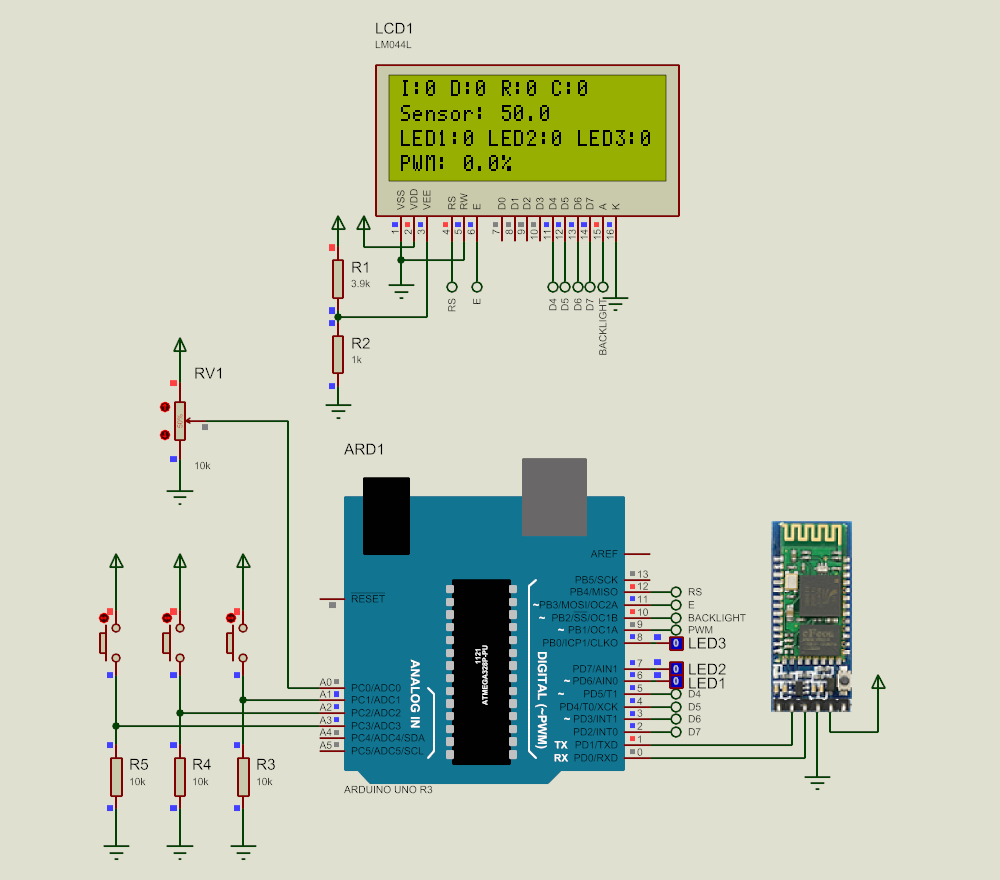 LCD1
LM044L
I:0 D:0 R:0 C:0
Sensor: 50.0
LED1:0 LED2:0 LED3:0
PWM: 0.0%
VSS VDD VEE RS RW E D0 D1 D2 D3 D4 D5 D6 D7 A K
1 2 3 4 5 6 7 8 9 10 11 12 13 14 15 16
R1
3.9k
RS E D4 D5 D6 D7 BACKLIGHT
R2
1k
RV1
50%
10k
ARD1
AREF
PB5/SCK 13
PB4/MISO 12 RS
~PB3/MOSI/OC2A 11 E
~ PB2/SS/OC1B 10 BACKLIGHT
~ PB1/OC1A 9 PWM
PB0/ICP1/CLKO 8 0 LED3
PD7/AIN1 7 0 LED2
~ PD6/AIN0 6 0 LED1
~ PD5/T1 5 D4
PD4/T0/XCK 4 D5
~ PD3/INT1 3 D6
PD2/INT0 2 D7
TX PD1/TXD 1
RX PD0/RXD 0
RESET
1121
ATMEGA328P-PU
DIGITAL (~PWM)
ANALOG IN
A0 PC0/ADC0
A1 PC1/ADC1
A2 PC2/ADC2
A3 PC3/ADC3
A4 PC4/ADC4/SDA
A5 PC5/ADC5/SCL
R5
10k
R4
10k
R3
10k
ARDUINO UNO R3